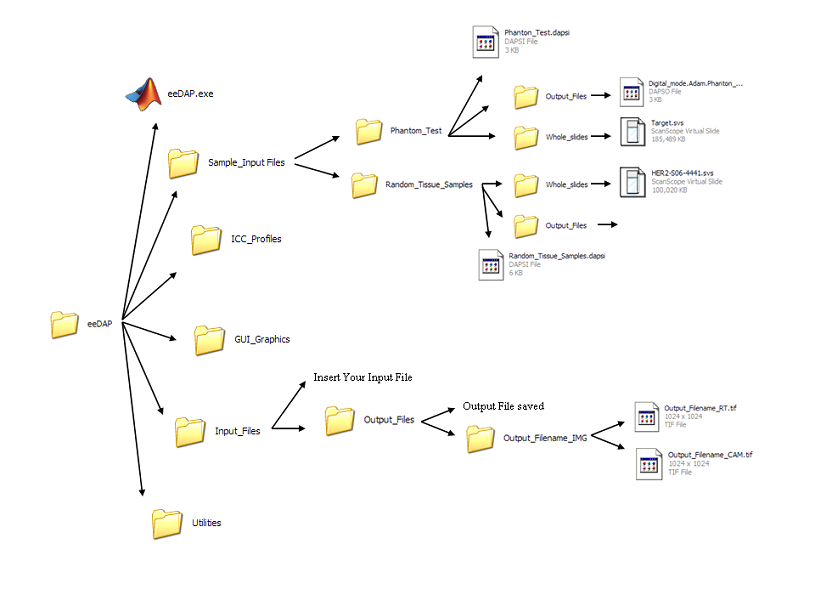 Phanton_Test.dapsi
DAPSI File
3 KB
eeDAP.exe
Output_Files
Digital_mode.Adam.Phanton_...
DAPSO File
3 KB
Phantom_Test
Whole_slides
Target.svs
ScanScope Virtual Slide
185,489 KB
Sample_Input Files
Random_Tissue_Samples
Whole_slides
HER2-S06-4441.svs
ScanScope Virtual Slide
100,020 KB
Output_Files
ICC_Profiles
Random_Tissue_Samples.dapsi
DAPSI File
6 KB
eeDAP
GUI_Graphics
Insert Your Input File
Input_Files
Output_Files
Output File saved
Output_Filename_IMG
Output_Filename_RT.tif
1024 x 1024
TIF File
Output_Filename_CAM.tif
1024 x 1024
TIF File
Utilities